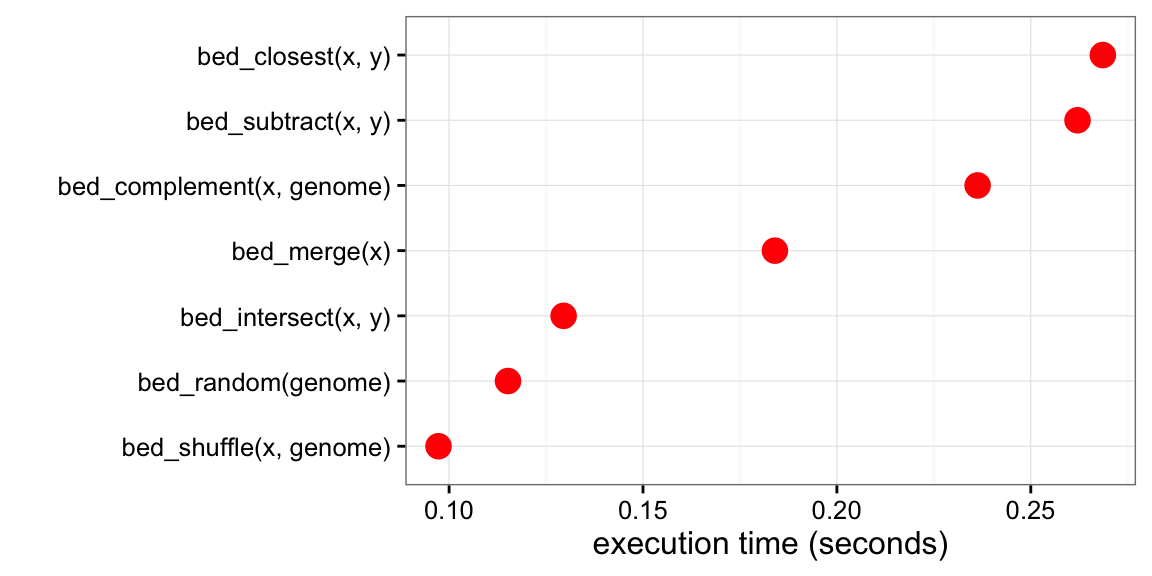 bed_closest(x, y)
bed_subtract(x, y)
bed_complement(x, genome)
bed_merge(x)
bed_intersect(x, y)
bed_random(genome)
bed_shuffle(x, genome)
0.10 0.15 0.20 0.25
execution time (seconds)